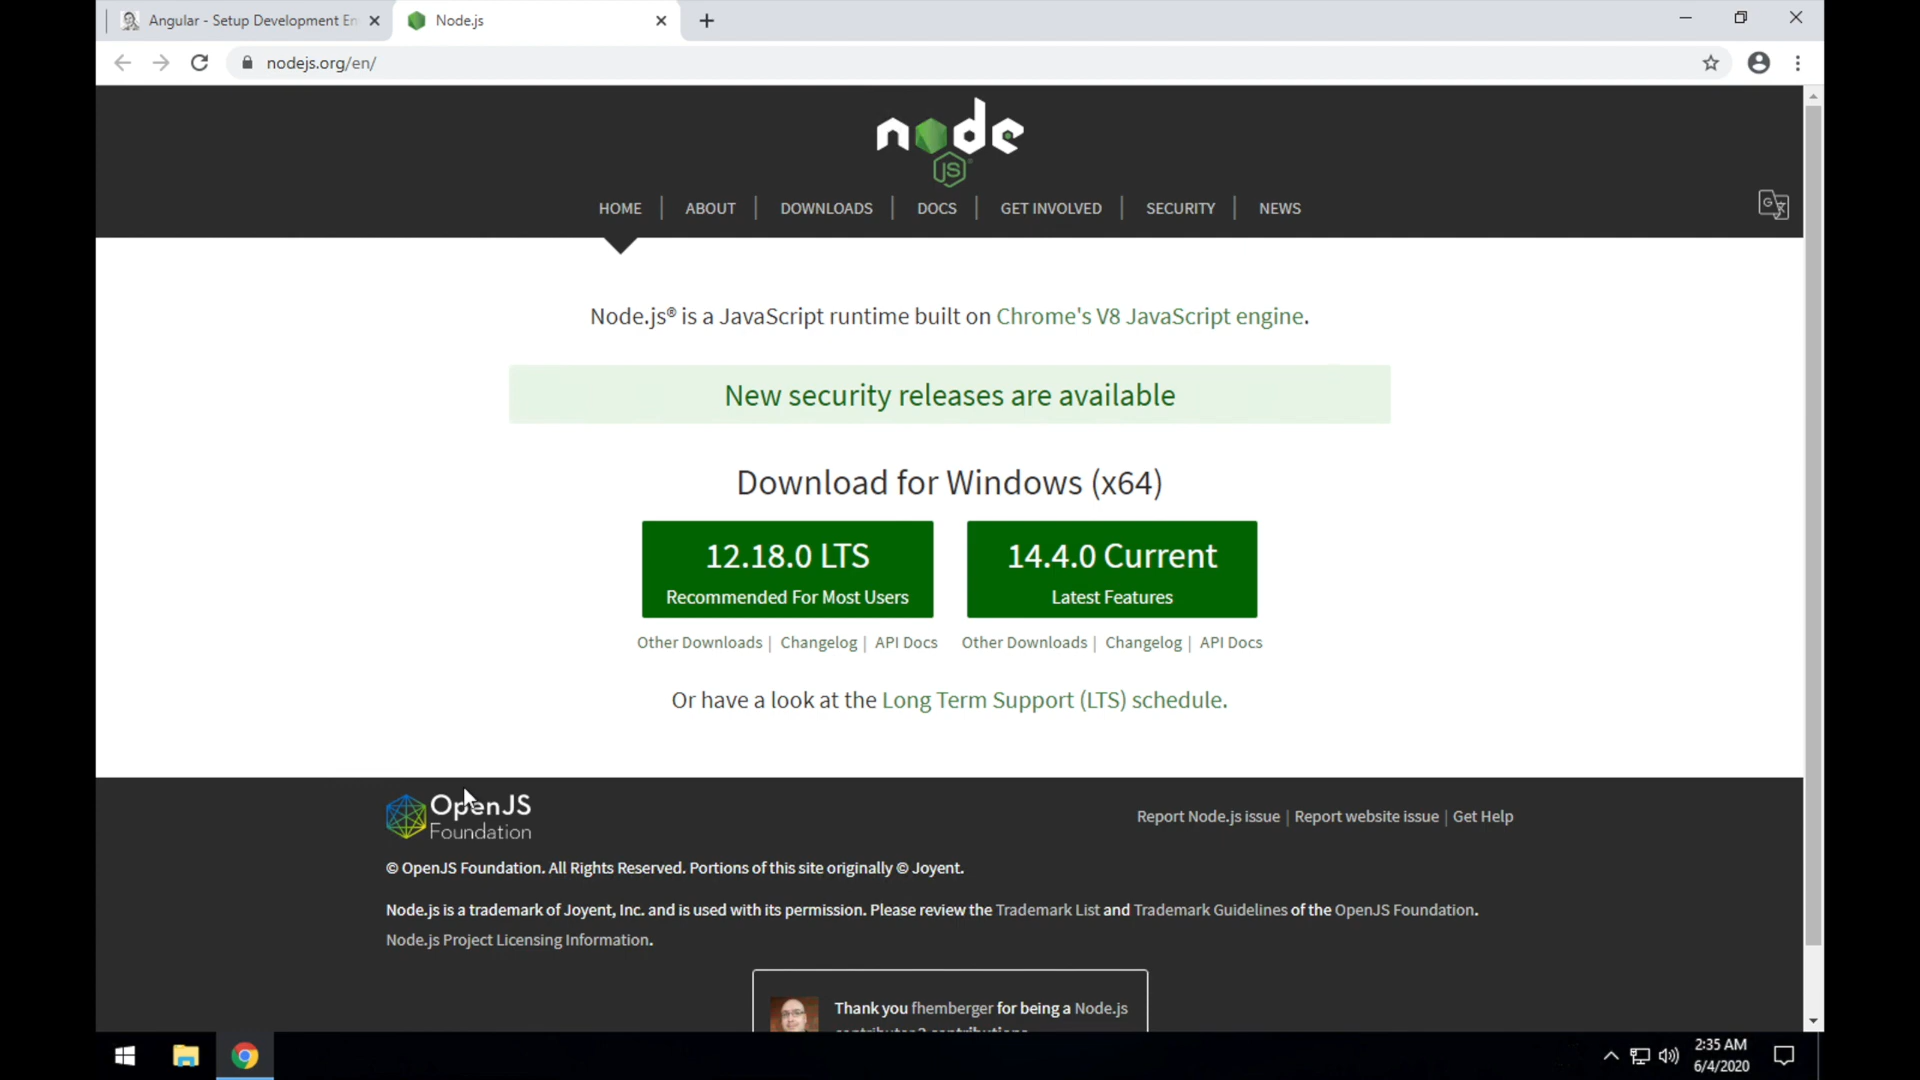 Angular - Setup Development En
Node.js
nodejs.org/en/
node
JS
HOME | ABOUT | DOWNLOADS | DOCS | GET INVOLVED | SECURITY | NEWS
Node.js® is a JavaScript runtime built on Chrome's V8 JavaScript engine.
New security releases are available
Download for Windows (x64)
12.18.0 LTS
Recommended For Most Users
14.4.0 Current
Latest Features
Other Downloads | Changelog | API Docs
Other Downloads | Changelog | API Docs
Or have a look at the Long Term Support (LTS) schedule.
OpenJS
Foundation
Report Node.js issue | Report website issue | Get Help
© OpenJS Foundation. All Rights Reserved. Portions of this site originally © Joyent.
Node.js is a trademark of Joyent, Inc. and is used with its permission. Please review the Trademark List and Trademark Guidelines of the OpenJS Foundation.
Node.js Project Licensing Information.
Thank you fhemberger for being a Node.js
2:35 AM
6/4/2020